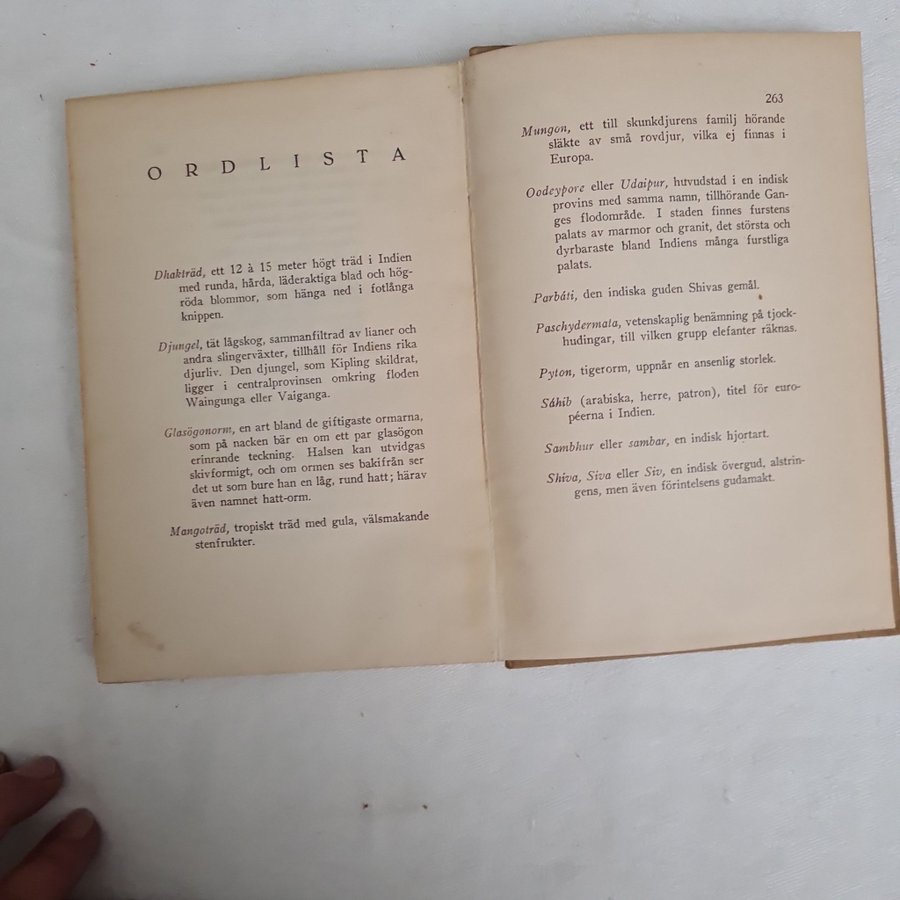 ORDLISTA
Dhakträd, ett 12 à 15 meter högt träd i Indien
med runda, hårda, läderaktiga blad och hög-
röda blommor, som hänga ned i fotlånga
knippen.
Djungel, tät lågskog, sammanfiltrad av lianer och
andra slingerväxter, tillhåll för Indiens rika
djurliv. Den djungel, som Kipling skildrat,
ligger i centralprovinsen omkring floden
Waingunga eller Vaiganga.
Glasögonorm, en art bland de giftigaste ormarna,
som på nacken bär en om ett par glasögon
erinrande teckning. Halsen kan utvidgas
skivformigt, och om ormen ses bakifrån ser
det ut som bure han en låg, rund hatt; härav
även namnet hatt-orm.
Mangoträd, tropiskt träd med gula, välsmakande
stenfrukter.
263
Mungon, ett till skunkdjurens familj hörande
släkte av små rovdjur, vilka ej finnas i
Europa.
Oodeypore eller Udaipur, huvudstad i en indisk
provins med samma namn, tillhörande Gan-
ges flodområde. I staden finnes furstens
palats av marmor och granit, det största och
dyrbaraste bland Indiens många furstliga
palats.
Parbáti, den indiska guden Shivas gemål.
Paschydermata, vetenskaplig benämning på tjock-
hudingar, till vilken grupp elefanter räknas.
Pyton, tigerorm, uppnår en ansenlig storlek.
Sáhib (arabiska, herre, patron), titel för euro-
péerna i Indien.
Sambhur eller sambar, en indisk hjortart.
Shiva, Siva eller Siv, en indisk övergud, alstrin-
gens, men även förintelsens gudamakt.